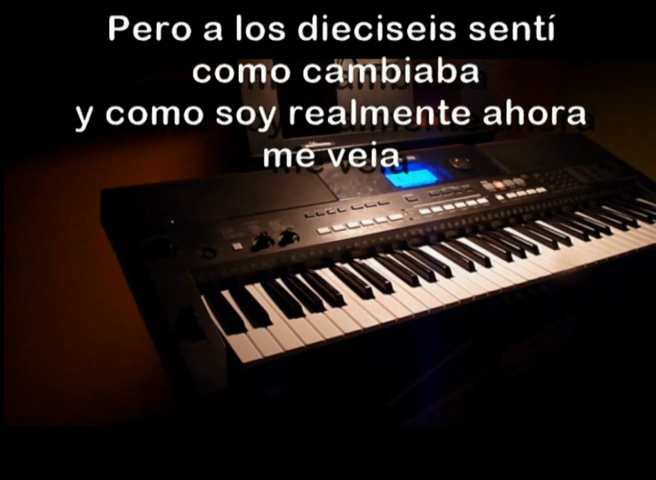 Pero a los dieciseis sentí
como cambiaba
y como soy realmente ahora
me veia